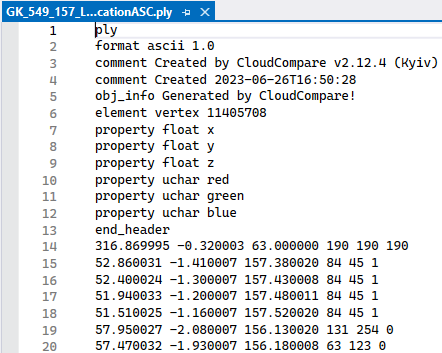 GK_549_157_L...cationASC.ply
1 ply
2 format ascii 1.0
3 comment Created by CloudCompare v2.12.4 (Kyiv)
4 comment Created 2023-06-26T16:50:28
5 obj_info Generated by CloudCompare!
6 element vertex 11405708
7 property float x
8 property float y
9 property float z
10 property uchar red
11 property uchar green
12 property uchar blue
13 end_header
14 316.869995 -0.320003 63.000000 190 190 190
15 52.860031 -1.410007 157.380020 84 45 1
16 52.400024 -1.300007 157.430008 84 45 1
17 51.940033 -1.200007 157.480011 84 45 1
18 51.510025 -1.160007 157.520020 84 45 1
19 57.950027 -2.080007 156.130020 131 254 0
20 57.470032 -1.930007 156.180008 63 123 0